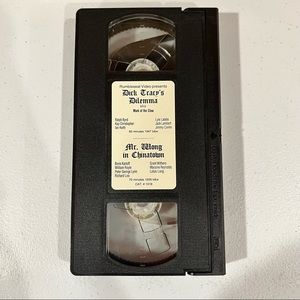 Rumbleseat Video presents
Dick Tracy's
Dilemma
Mark of the Claw
Ralph Byrd Lyle Latell
Kay Christopher Jack Lambert
Ian Keith Jimmy Conlin
60 minutes 1947 b&w
Mr. Wong
in Chinatown
Boris Karloff Grant Withers
William Royle Marjorie Reynolds
Peter George Lynn Lotus Long
Richard Loo
70 minutes 1939 b&w